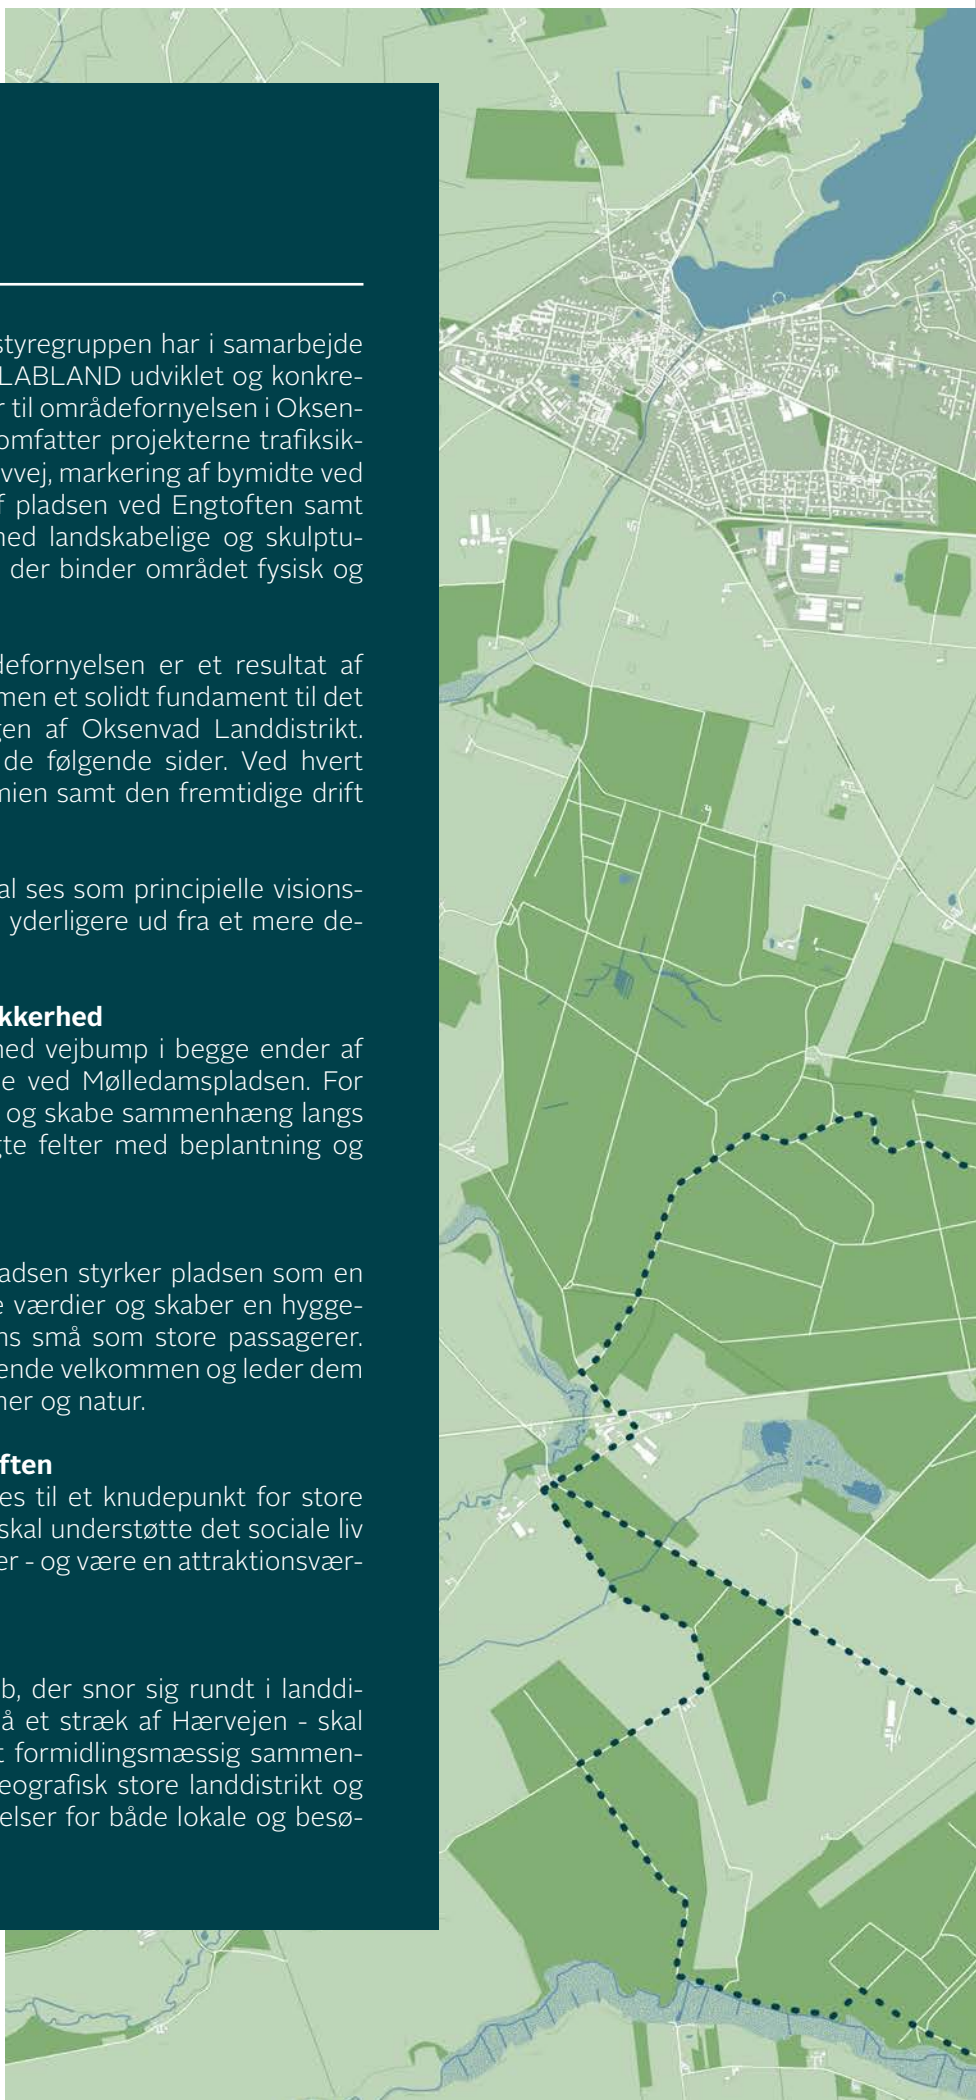 styregruppen har i samarbejde
LABLAND udviklet og konkre-
r til områdefornyelsen i Oksen-
omfatter projekterne trafiksik-
vvej, markering af bymidte ved
f pladsen ved Engtoften samt
ned landskabelige og skulptu-
der binder området fysisk og
defornyelsen er et resultat af
men et solidt fundament til det
gen af Oksenvad Landdistrikt.
de følgende sider. Ved hvert
mien samt den fremtidige drift
al ses som principielle visions-
yderligere ud fra et mere de-
kkerhed
ned vejbump i begge ender af
e ved Mølledamspladsen. For
og skabe sammenhæng langs
gte felter med beplantning og
adsen styrker pladsen som en
e værdier og skaber en hygge-
ns små som store passagerer.
ende velkommen og leder dem
ner og natur.
ften
es til et knudepunkt for store
skal understøtte det sociale liv
er - og være en attraktionsvær-
b, der snor sig rundt i landdi-
å et stræk af Hærvejen - skal
t formidlingsmæssig sammen-
eografisk store landdistrikt og
elser for både lokale og besø-